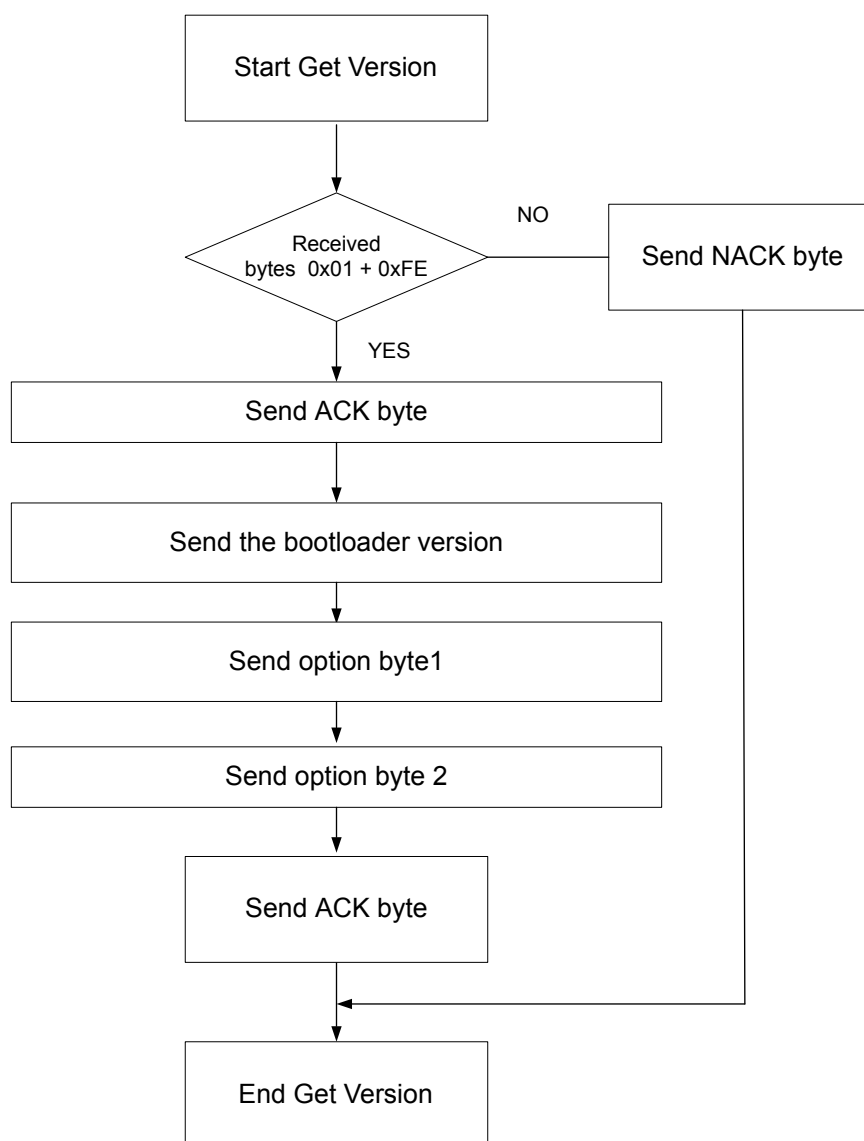 Start Get Version
NO
Received
bytes 0x01 + 0xFE
Send NACK byte
YES
Send ACK byte
Send the bootloader version
Send option byte1
Send option byte 2
Send ACK byte
End Get Version